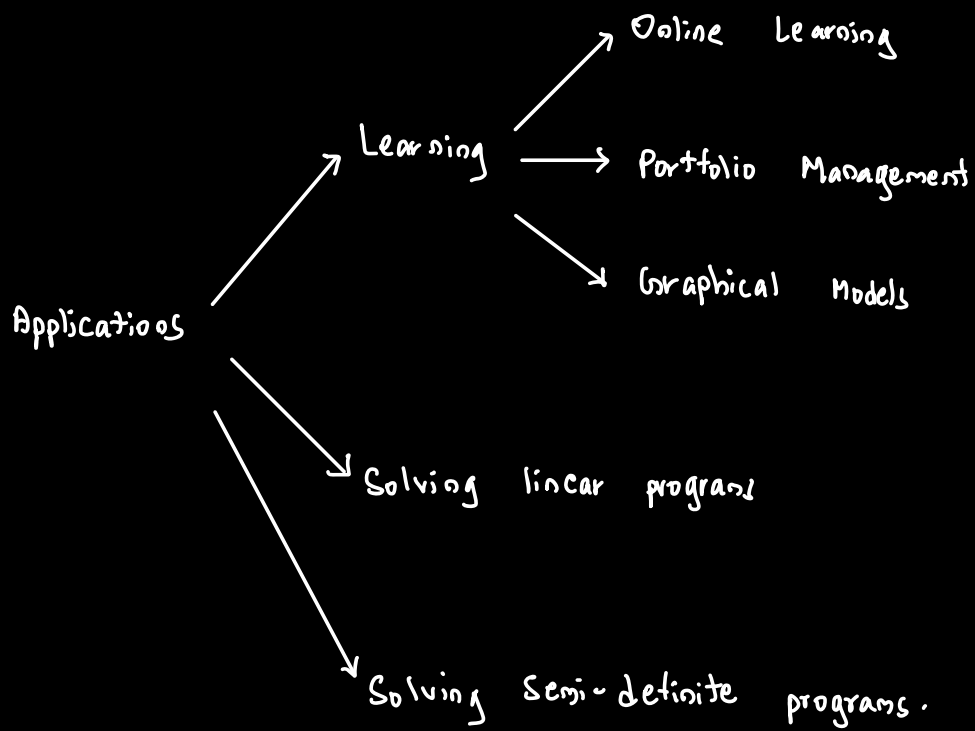 Online Learning
Learning
Portfolio Management
Graphical Models
Applications
Solving linear programs
Solving semi-definite programs.